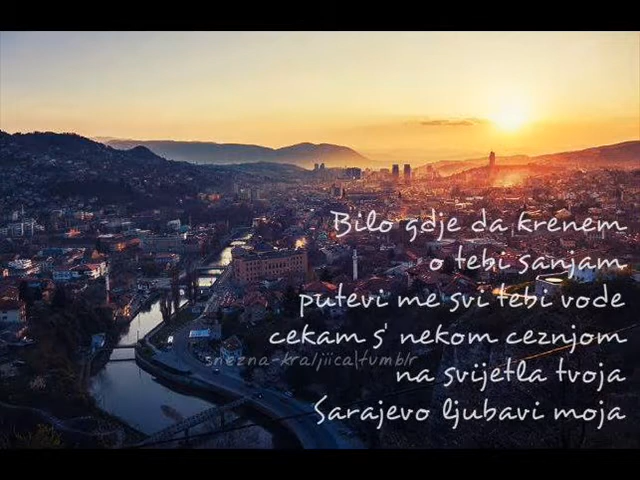 Bilo gdje da krenem
o tebi sanjam
putevi me svi tebi vode
cekam s' nekom ceznjom
snezna-kraljiica|tumblr
na svijetla tvoja
Sarajevo ljubavi moja